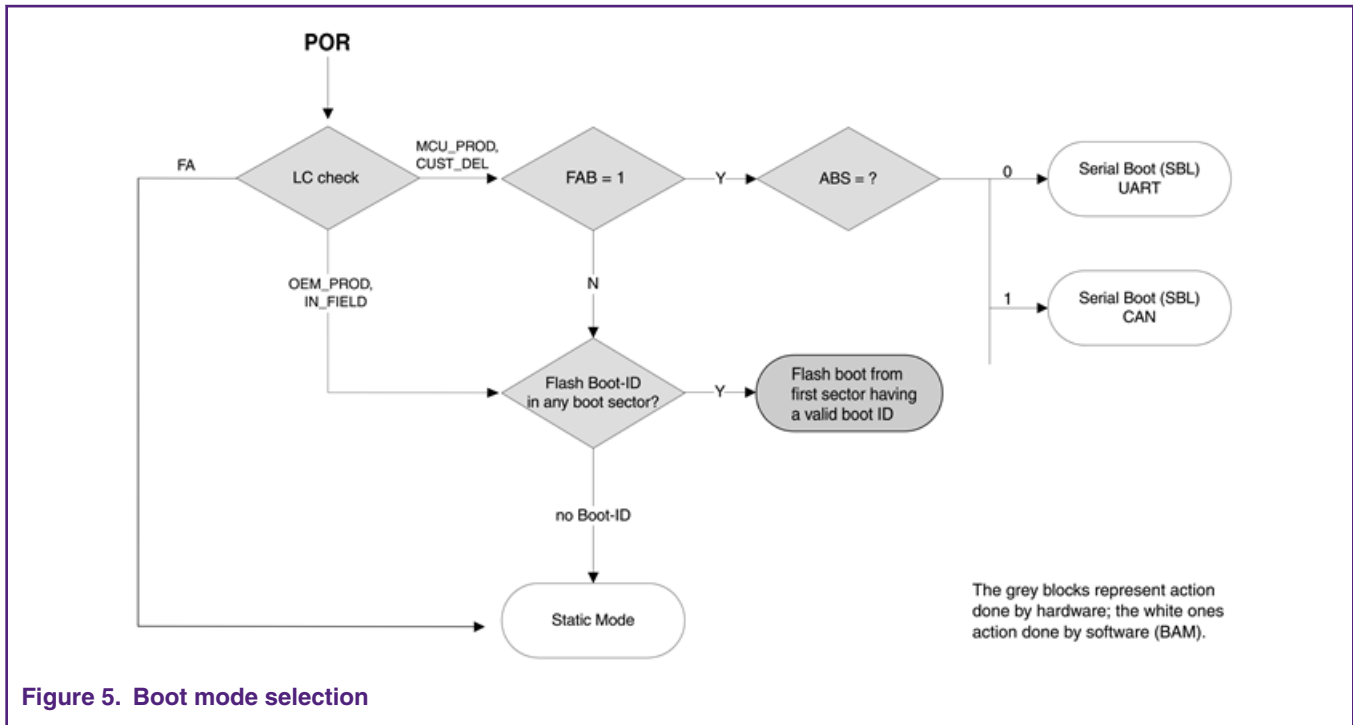 POR
FA
LC check
MCU_PROD,
CUST_DEL
FAB = 1
Y
ABS = ?
0
Serial Boot (SBL)
UART
OEM_PROD,
IN_FIELD
N
1
Serial Boot (SBL)
CAN
Flash Boot-ID
in any boot sector?
Y
Flash boot from
first sector having
a valid boot ID
no Boot-ID
Static Mode
The grey blocks represent action
done by hardware; the white ones
action done by software (BAM).
Figure 5. Boot mode selection